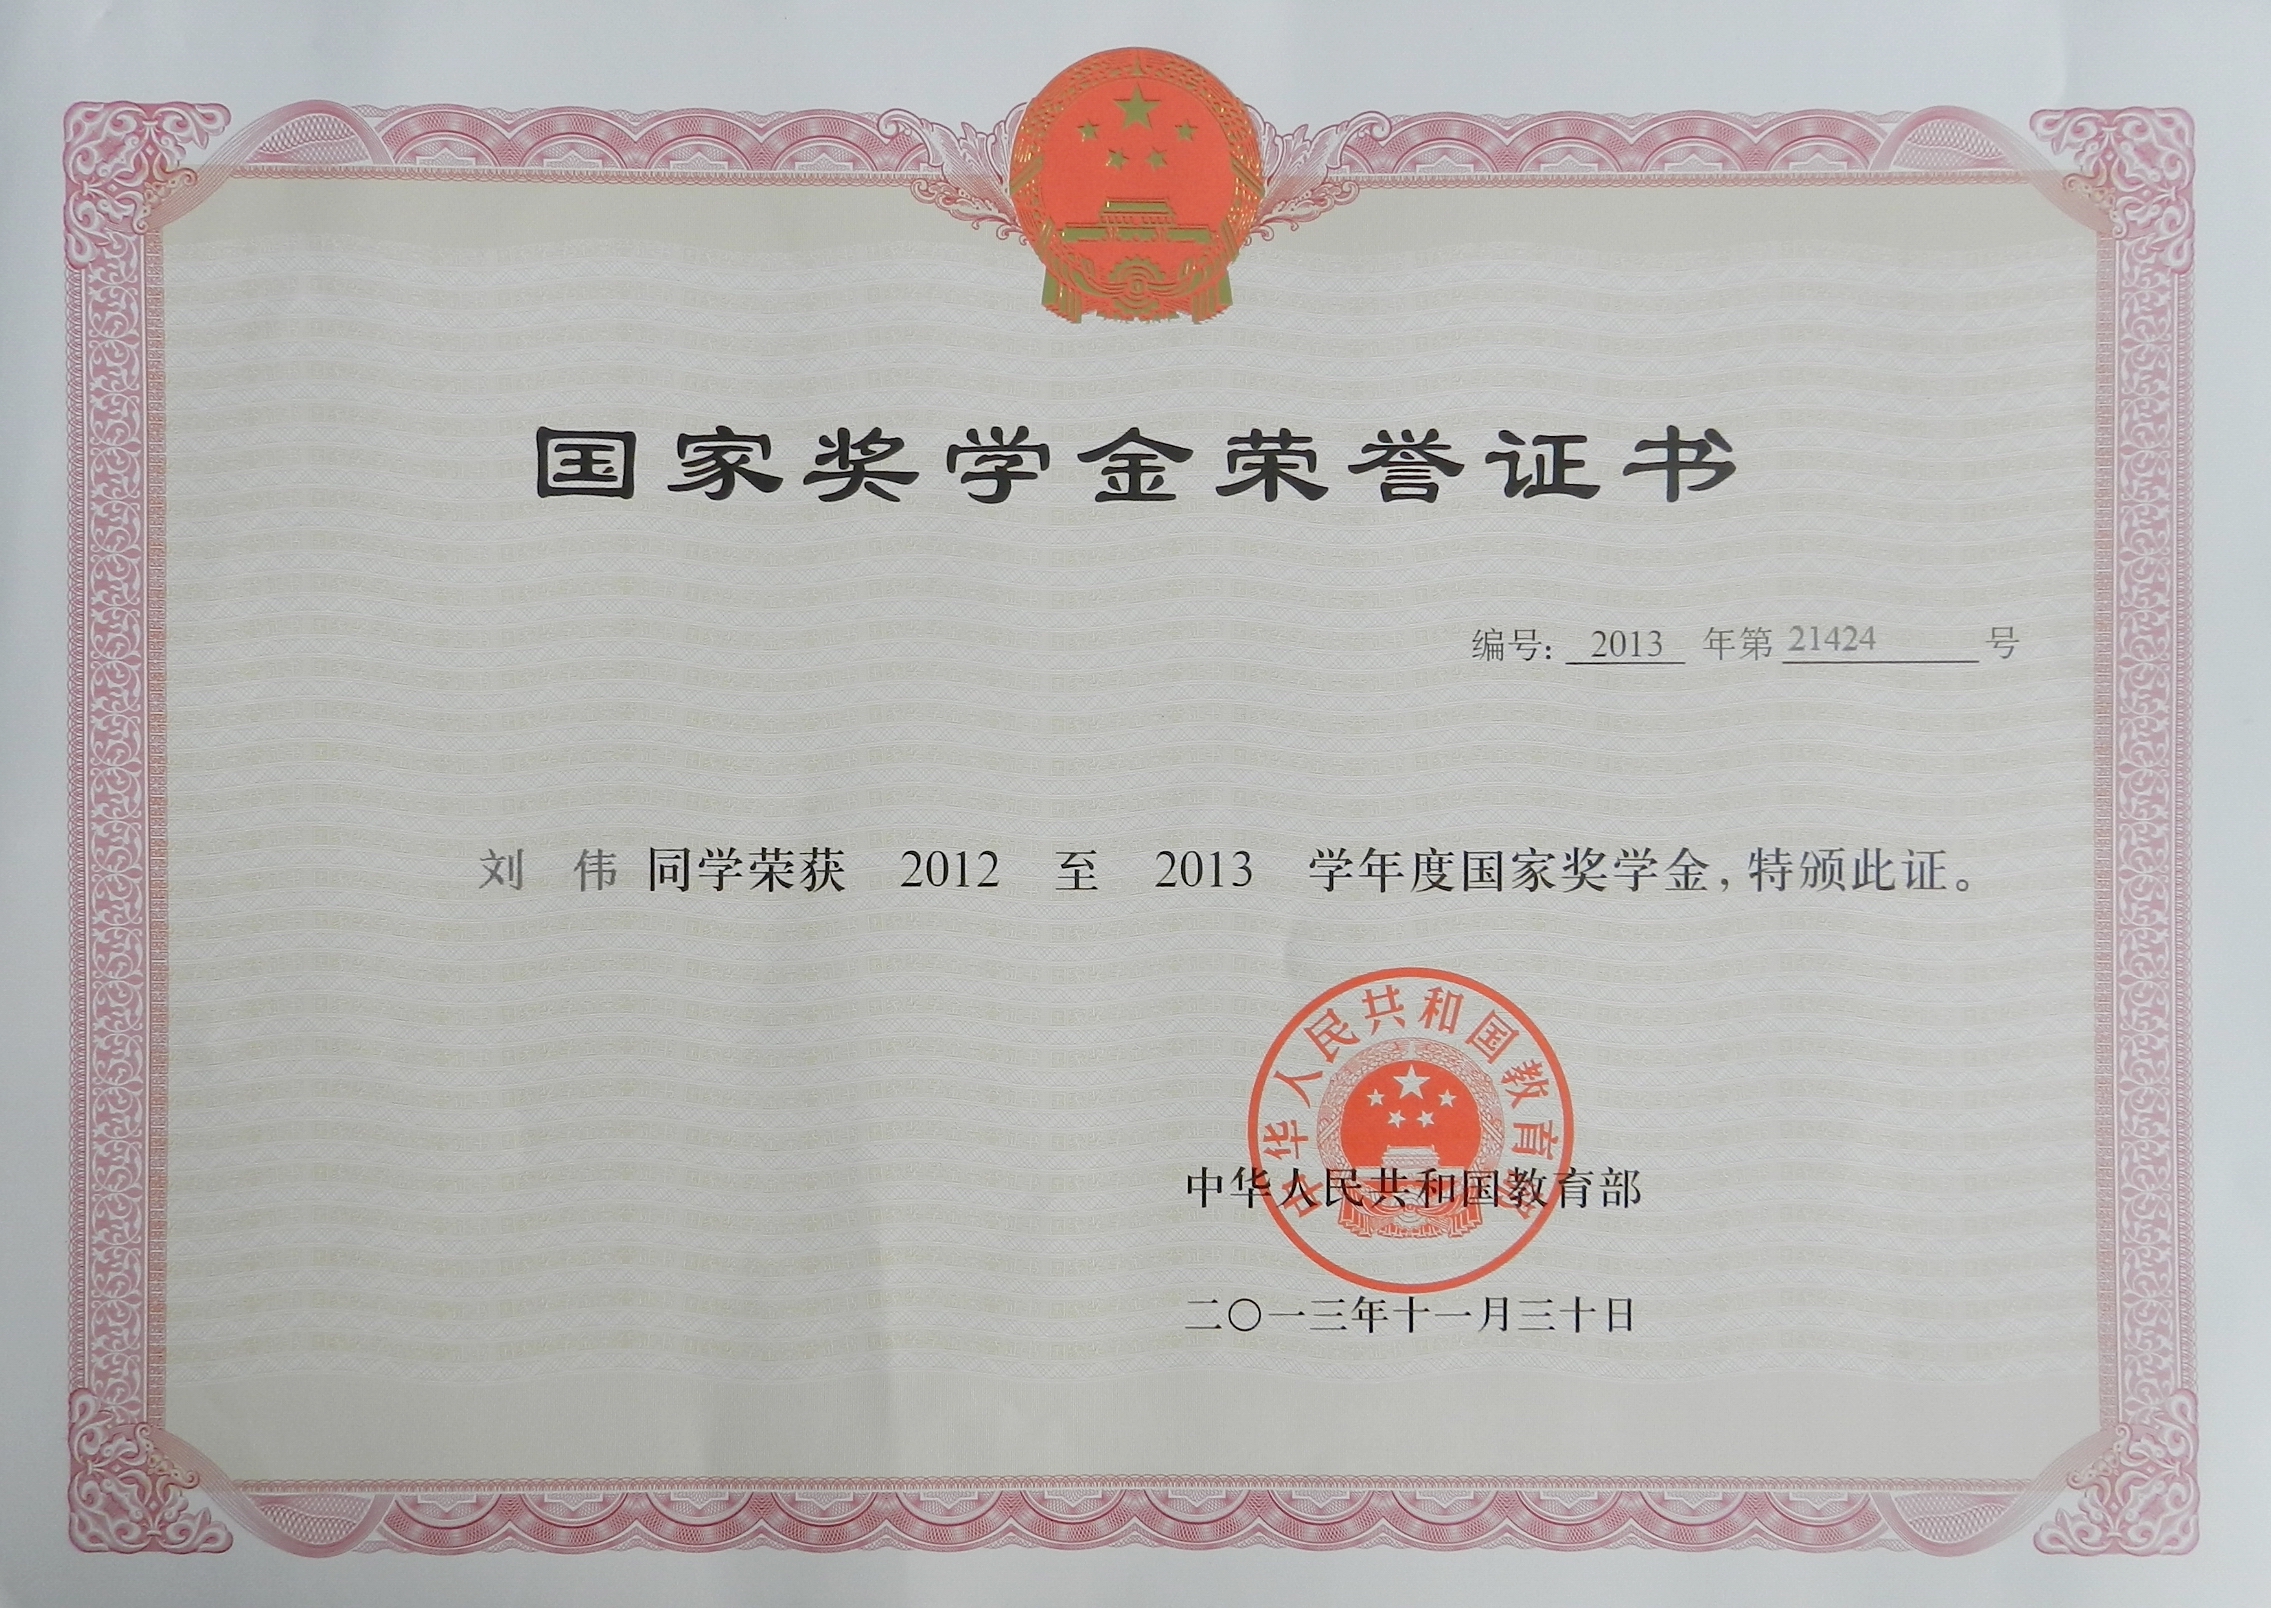 国家奖学金荣誉证书
编号: 2013 年第 21424 号
刘 伟 同学荣获 2012 至 2013 学年度国家奖学金,特颁此证。
中华人民共和国教育部
中华人民共和国教育部
二〇一三年十一月三十日